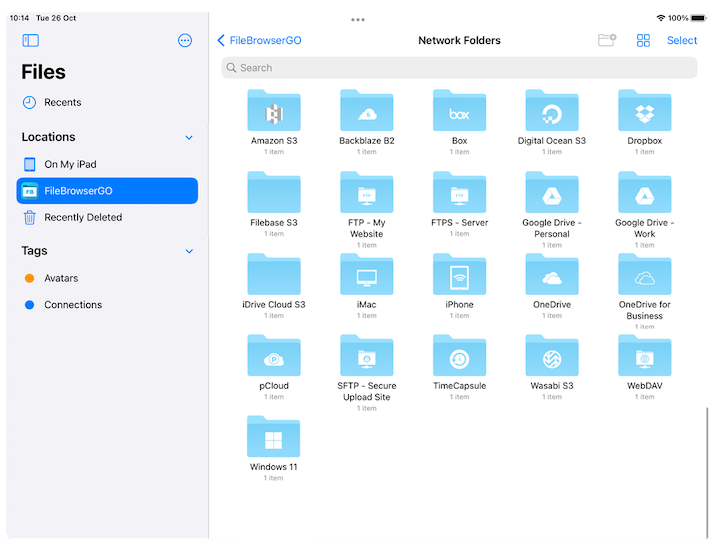 10:14 Tue 26 Oct
100%
FileBrowserGO
Network Folders
Select
Files
Search
Recents
Locations
On My iPad
FB
FileBrowserGO
Recently Deleted
Tags
Avatars
Connections
Amazon S3
1 item
Backblaze B2
1 item
box
Box
1 item
Digital Ocean S3
1 item
Dropbox
1 item
Filebase S3
1 item
FTP
FTP - My
Website
1 item
FTP
FTPS - Server
1 item
Google Drive -
Personal
1 item
Google Drive -
Work
1 item
iDrive Cloud S3
1 item
iMac
1 item
iPhone
1 item
OneDrive
1 item
OneDrive for
Business
1 item
P
pCloud
1 item
SFTP - Secure
Upload Site
1 item
TimeCapsule
1 item
Wasabi S3
1 item
WebDAV
1 item
Windows 11
1 item